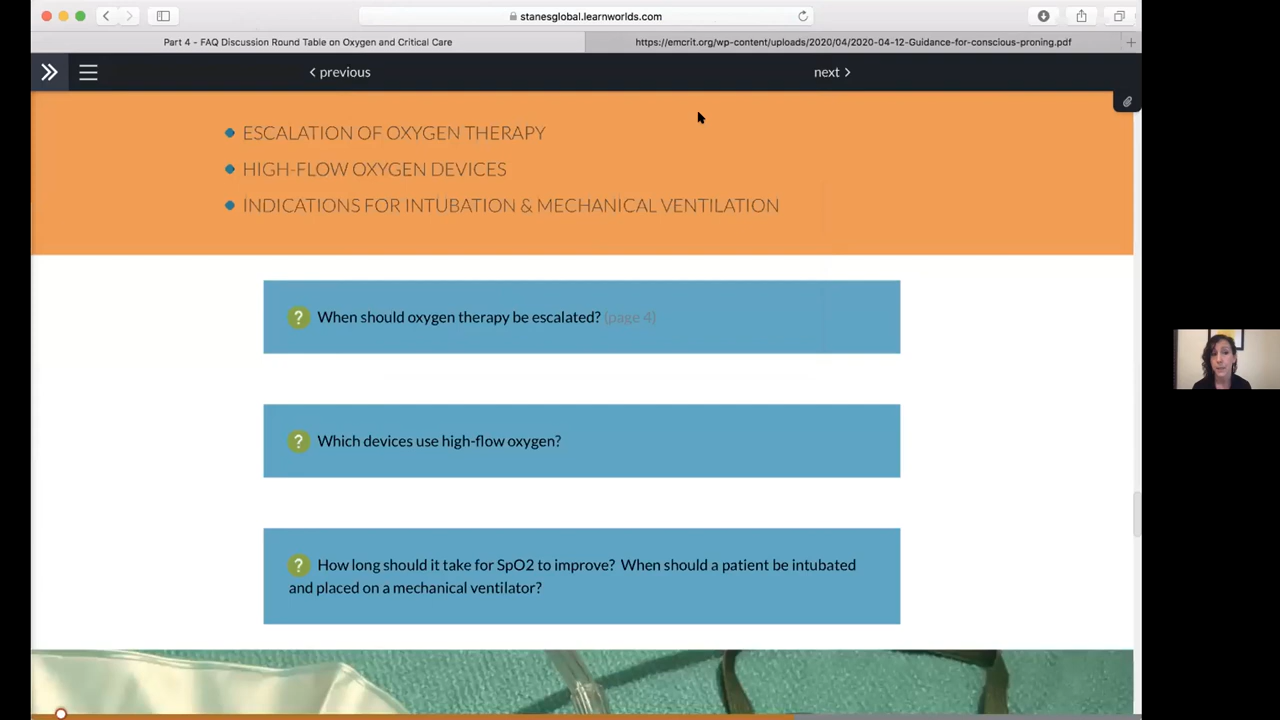 stanesglobal.learnworlds.com
Part 4 - FAQ Discussion Round Table on Oxygen and Critical Care
https://emcrit.org/wp-content/uploads/2020/04/2020-04-12-Guidance-for-conscious-proning.pdf
previous
next
ESCALATION OF OXYGEN THERAPY
HIGH-FLOW OXYGEN DEVICES
INDICATIONS FOR INTUBATION & MECHANICAL VENTILATION
? When should oxygen therapy be escalated? (page 4)
? Which devices use high-flow oxygen?
? How long should it take for SpO2 to improve? When should a patient be intubated
and placed on a mechanical ventilator?